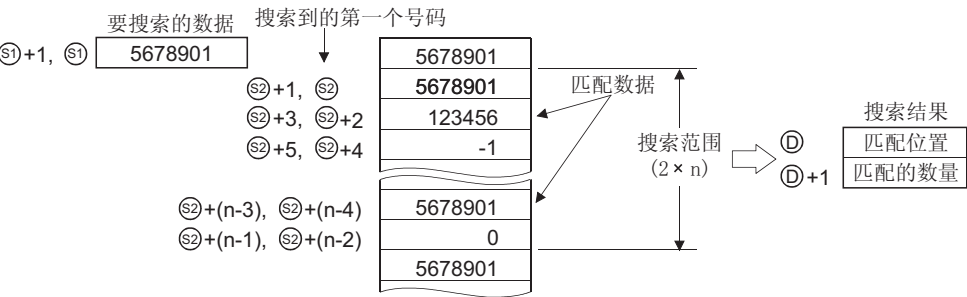 要搜索的数据
搜索到的第一个号码
S1+1, S1 5678901
5678901
S2+1, S2 5678901
S2+3, S2+2 123456
S2+5, S2+4 -1
匹配数据
搜索范围
(2×n)
搜索结果
D 匹配位置
D+1 匹配的数量
S2+(n-3), S2+(n-4) 5678901
S2+(n-1), S2+(n-2) 0
5678901